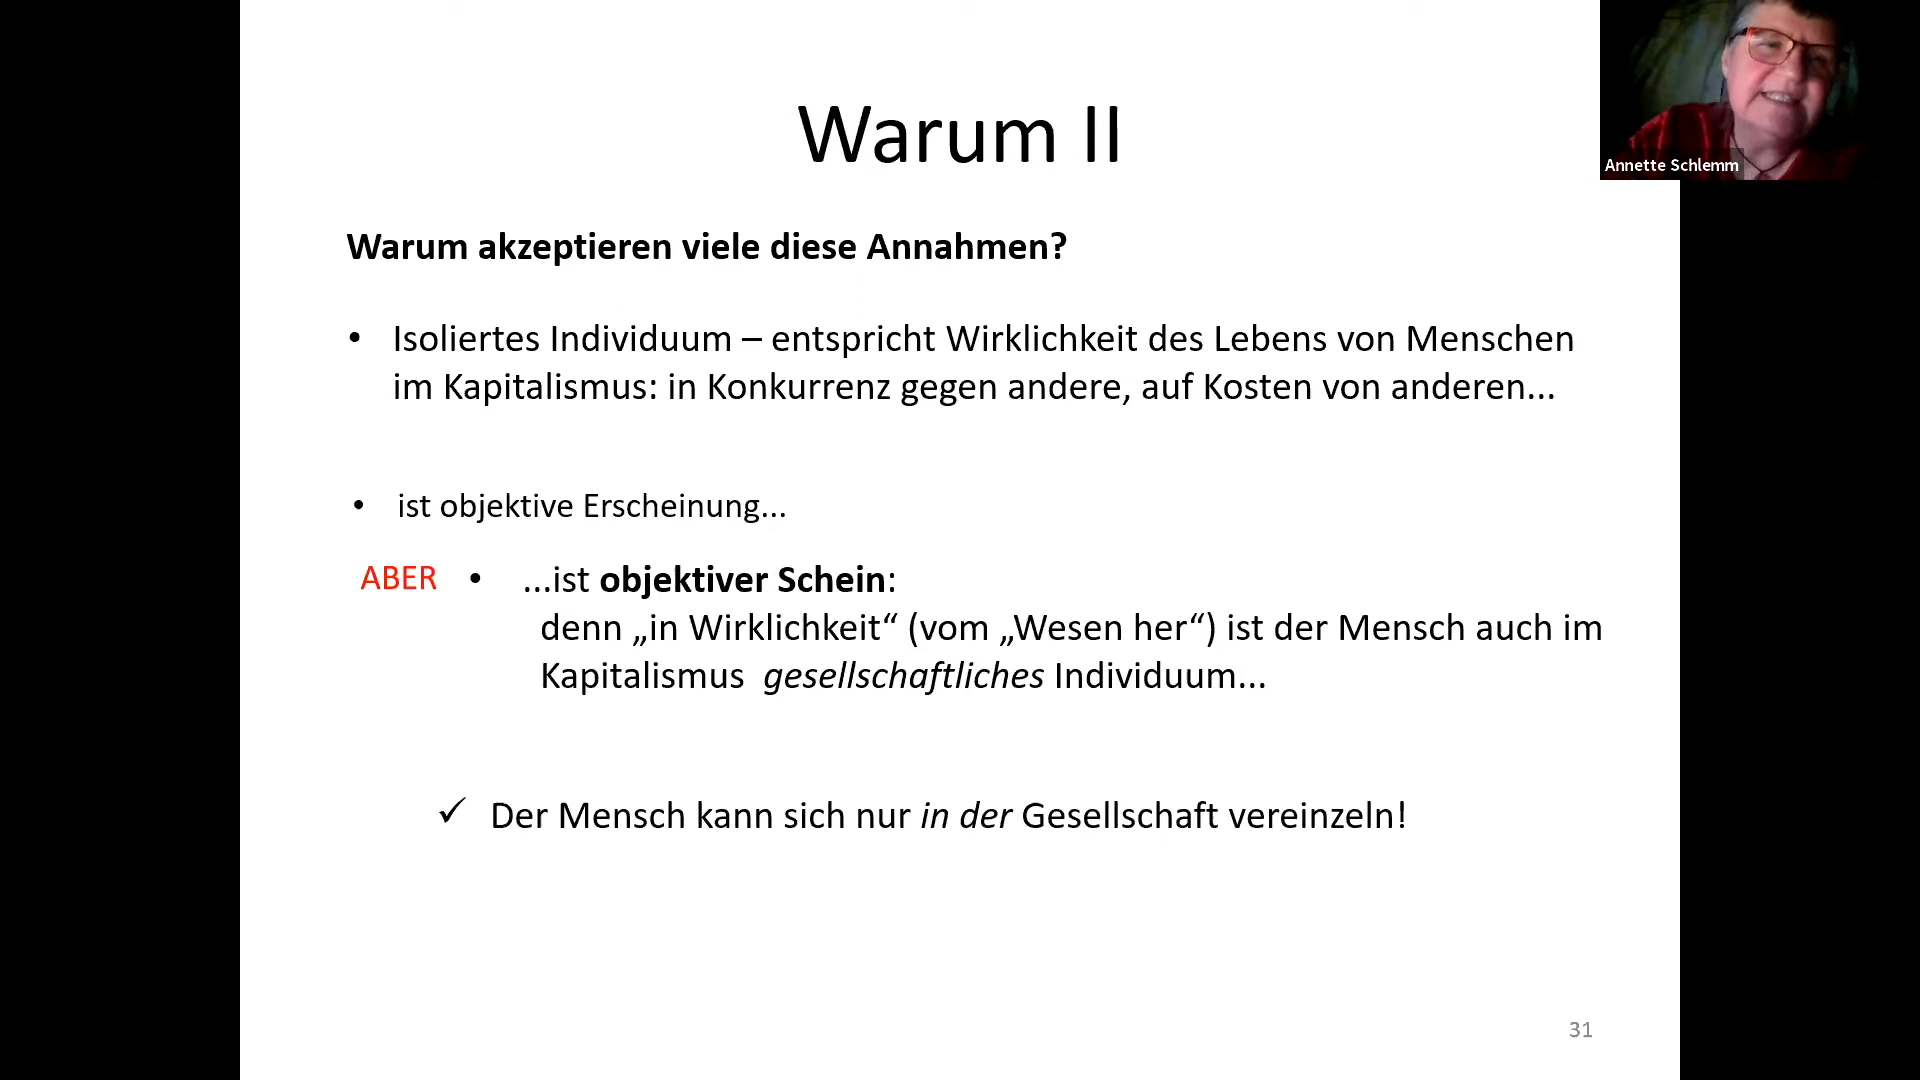 Warum II
Annette Schlemm
Warum akzeptieren viele diese Annahmen?
• Isoliertes Individuum – entspricht Wirklichkeit des Lebens von Menschen
im Kapitalismus: in Konkurrenz gegen andere, auf Kosten von anderen...
• ist objektive Erscheinung...
ABER • ...ist objektiver Schein:
denn „in Wirklichkeit“ (vom „Wesen her“) ist der Mensch auch im
Kapitalismus gesellschaftliches Individuum...
✓ Der Mensch kann sich nur in der Gesellschaft vereinzeln!
31